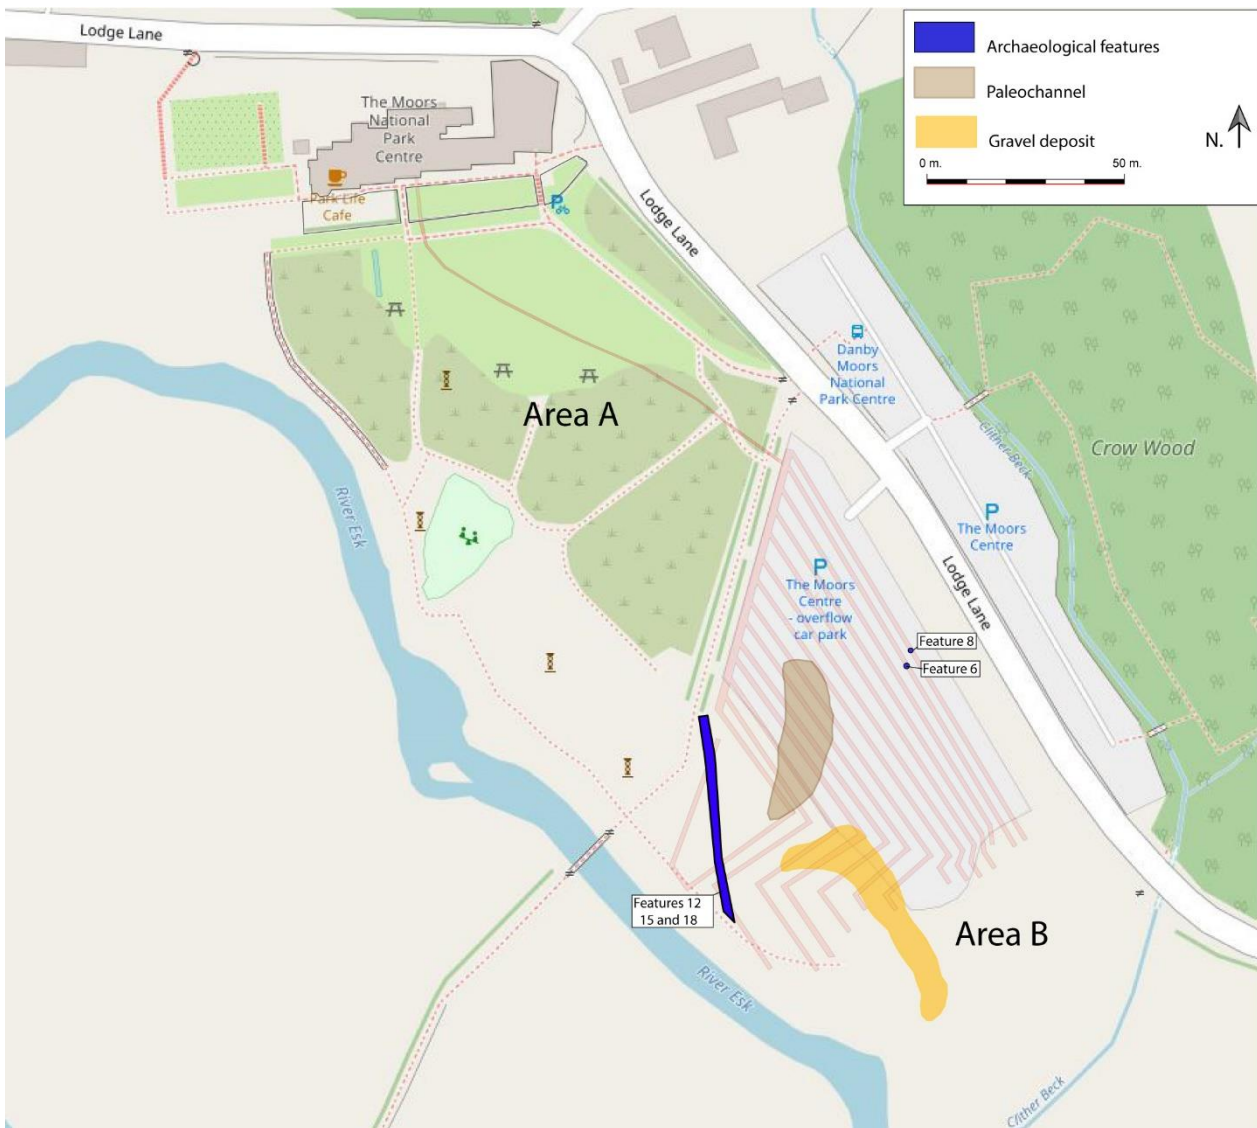 Lodge Lane
Archaeological features
Paleochannel
Gravel deposit
N.
0 m.
50 m.
The Moors
National
Park
Centre
Park Life
Cafe
P
Lodge Lane
Danby
Moors
National
Park Centre
Area A
Clither Beck
Crow Wood
River Esk
P
The Moors
Centre
P
The Moors
Centre
- overflow
car park
Lodge Lane
Feature 8
Feature 6
Features 12
15 and 18
Area B
River Esk
Clither Beck